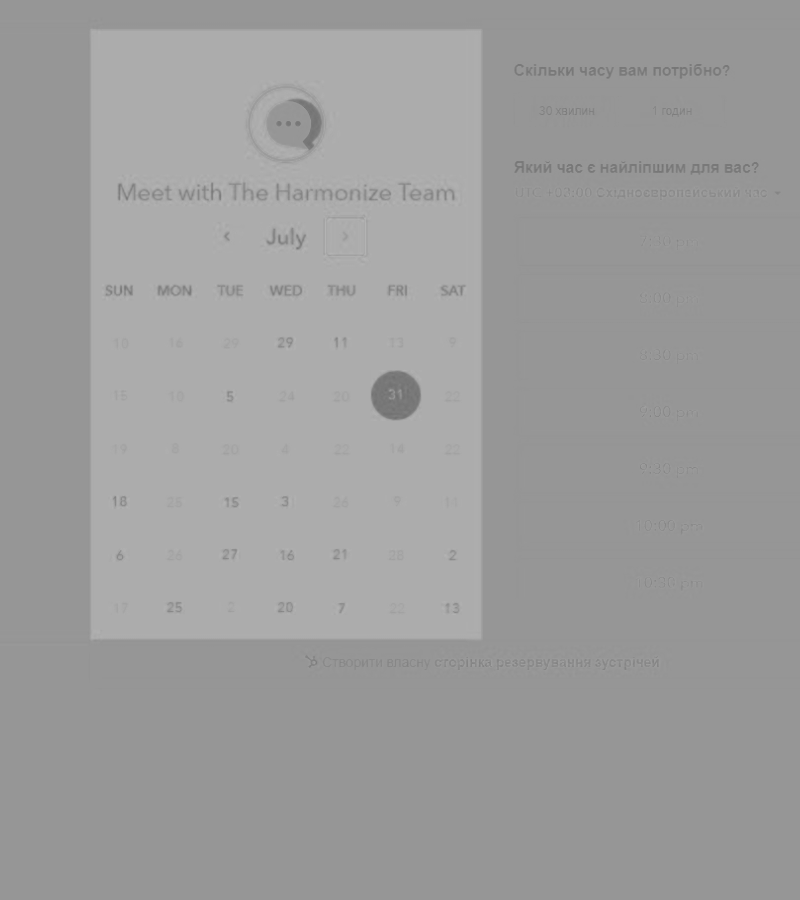 Meet with The Harmonize Team
July
SUN MON TUE WED THU FRI SAT
10 16 29 29 11 13 9
15 10 5 24 20 31 23
19 8 20 4 22 14 22
18 25 15 3 26 9 11
6 26 27 16 21 28 2
17 25 2 20 7 22 13
Скільки часу вам потрібно?
30 хвилин 1 годин
Який час є найліпшим для вас?
UTC +03:00 Східноєвропейський час
7:30 pm
8:00 pm
8:30 pm
9:00 pm
9:30 pm
10:00 pm
10:30 pm
Створити власну сторінка резервування зустрічей